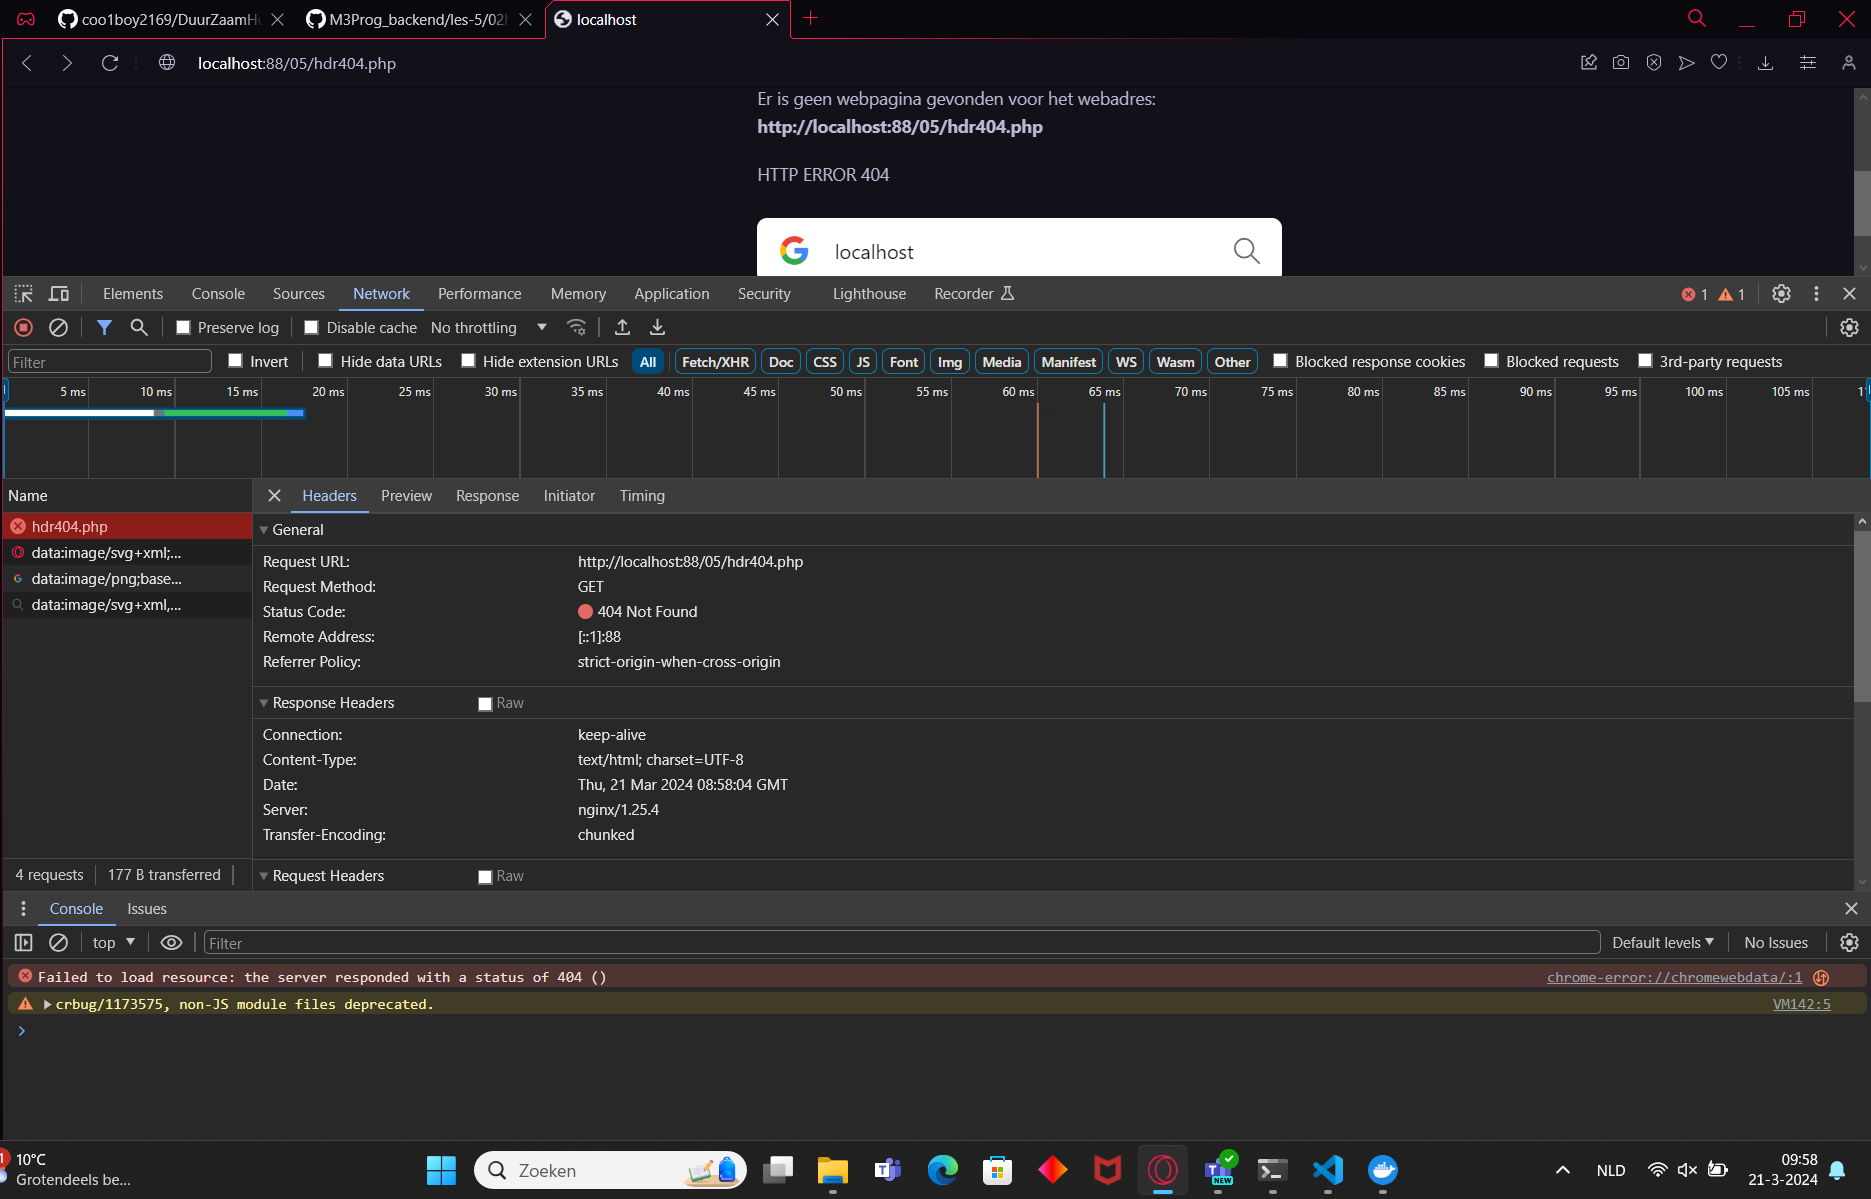 coo1boy2169/DuurZaamHu
M3Prog_backend/les-5/02h
localhost
localhost:88/05/hdr404.php
Er is geen webpagina gevonden voor het webadres:
http://localhost:88/05/hdr404.php
HTTP ERROR 404
localhost
Elements Console Sources Network Performance Memory Application Security Lighthouse Recorder 1 1
Preserve log Disable cache No throttling
Filter Invert Hide data URLs Hide extension URLs All Fetch/XHR Doc CSS JS Font Img Media Manifest WS Wasm Other Blocked response cookies Blocked requests 3rd-party requests
5 ms 10 ms 15 ms 20 ms 25 ms 30 ms 35 ms 40 ms 45 ms 50 ms 55 ms 60 ms 65 ms 70 ms 75 ms 80 ms 85 ms 90 ms 95 ms 100 ms 105 ms
Name
Headers Preview Response Initiator Timing
hdr404.php
data:image/svg+xml;...
data:image/png;base...
data:image/svg+xml,...
General
Request URL: http://localhost:88/05/hdr404.php
Request Method: GET
Status Code: 404 Not Found
Remote Address: [::1]:88
Referrer Policy: strict-origin-when-cross-origin
Response Headers Raw
Connection: keep-alive
Content-Type: text/html; charset=UTF-8
Date: Thu, 21 Mar 2024 08:58:04 GMT
Server: nginx/1.25.4
Transfer-Encoding: chunked
4 requests 177 B transferred
Request Headers Raw
Console Issues
top Filter Default levels No Issues
Failed to load resource: the server responded with a status of 404 () chrome-error://chromewebdata/:1
crbug/1173575, non-JS module files deprecated. VM142:5
1
10°C
Grotendeels be...
Zoeken
NEW
NLD
09:58
21-3-2024